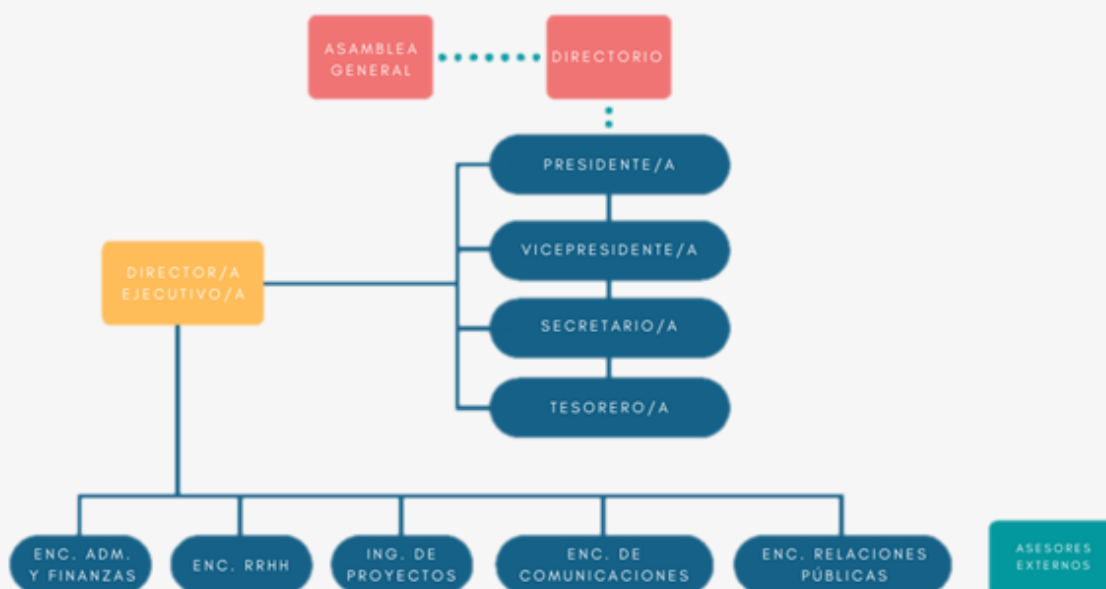 ASAMBLEA
GENERAL
DIRECTORIO
PRESIDENTE/A
VICEPRESIDENTE/A
DIRECTOR/A
EJECUTIVO/A
SECRETARIO/A
TESORERO/A
ENC. ADM.
Y FINANZAS
ENC. RRHH
ING. DE
PROYECTOS
ENC. DE
COMUNICACIONES
ENC. RELACIONES
PÚBLICAS
ASESORES
EXTERNOS